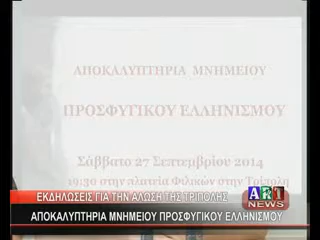 ΑΠΟΚΑΛΥΠΤΗΡΙΑ ΜΝΗΜΕΙΟΥ
ΠΡΟΣΦΥΓΙΚΟΥ ΕΛΛΗΝΙΣΜΟΥ
Σάββατο 27 Σεπτεμβρίου 2014
19:30 στην πλατεία Φιλικών στην Τρίπολη
ΕΚΔΗΛΩΣΕΙΣ ΓΙΑ ΤΗΝ ΑΛΩΣΗ ΤΗΣ ΤΡΙΠΟΛΗΣ
ART
NEWS
ΑΠΟΚΑΛΥΠΤΗΡΙΑ ΜΝΗΜΕΙΟΥ ΠΡΟΣΦΥΓΙΚΟΥ ΕΛΛΗΝΙΣΜΟΥ